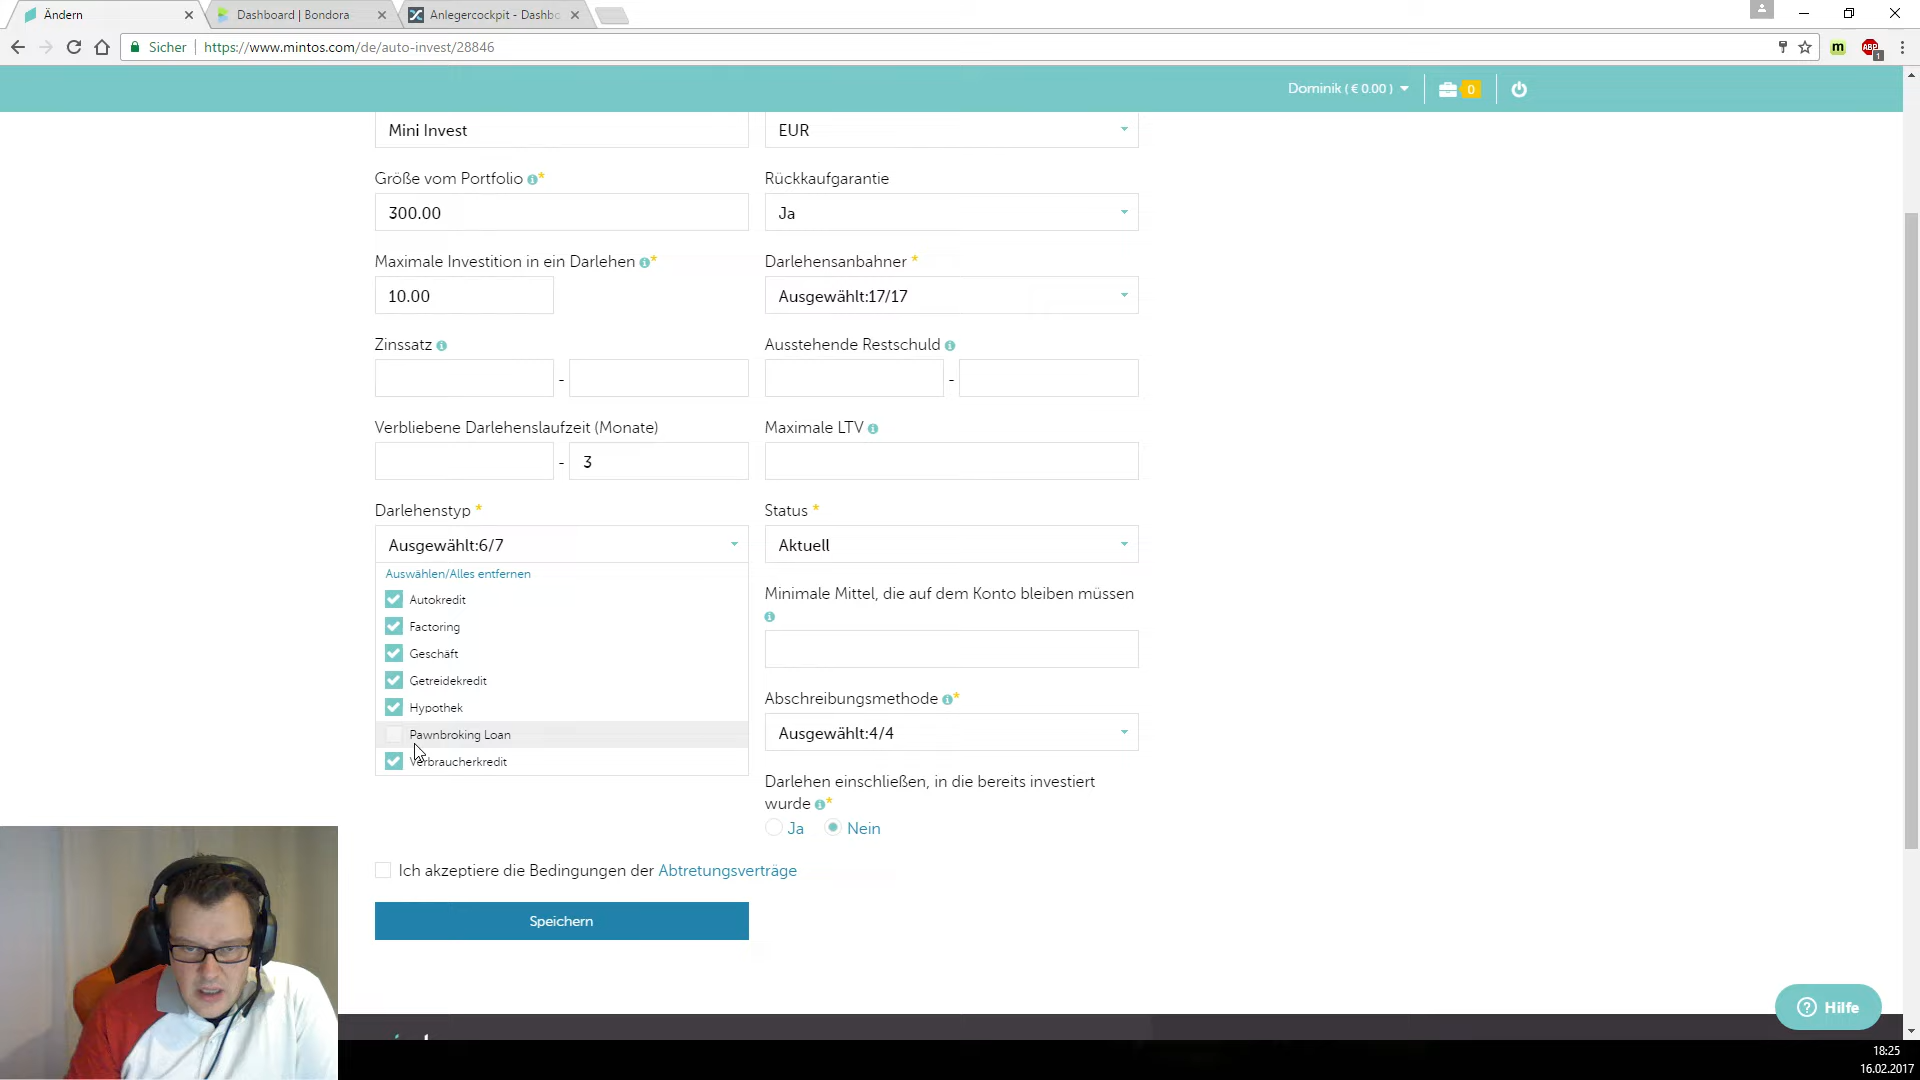 Ändern
Dashboard | Bondora
Anlegercockpit - Dashbo
Sicher
https://www.mintos.com/de/auto-invest/28846
m
ABP
1
Dominik ( € 0.00 )
0
Mini Invest
EUR
Größe vom Portfolio *
Rückkaufgarantie
300.00
Ja
Maximale Investition in ein Darlehen *
Darlehensanbahner *
10.00
Ausgewählt:17/17
Zinssatz
Ausstehende Restschuld
-
-
Verbliebene Darlehenslaufzeit (Monate)
Maximale LTV
- 3
Darlehenstyp *
Status *
Ausgewählt:6/7
Aktuell
Auswählen/Alles entfernen
Autokredit
Factoring
Geschäft
Getreidekredit
Hypothek
Pawnbroking Loan
Verbraucherkredit
Minimale Mittel, die auf dem Konto bleiben müssen
Abschreibungsmethode *
Ausgewählt:4/4
Darlehen einschließen, in die bereits investiert
wurde *
Ja Nein
Ich akzeptiere die Bedingungen der Abtretungsverträge
Speichern
Hilfe
18:25
16.02.2017